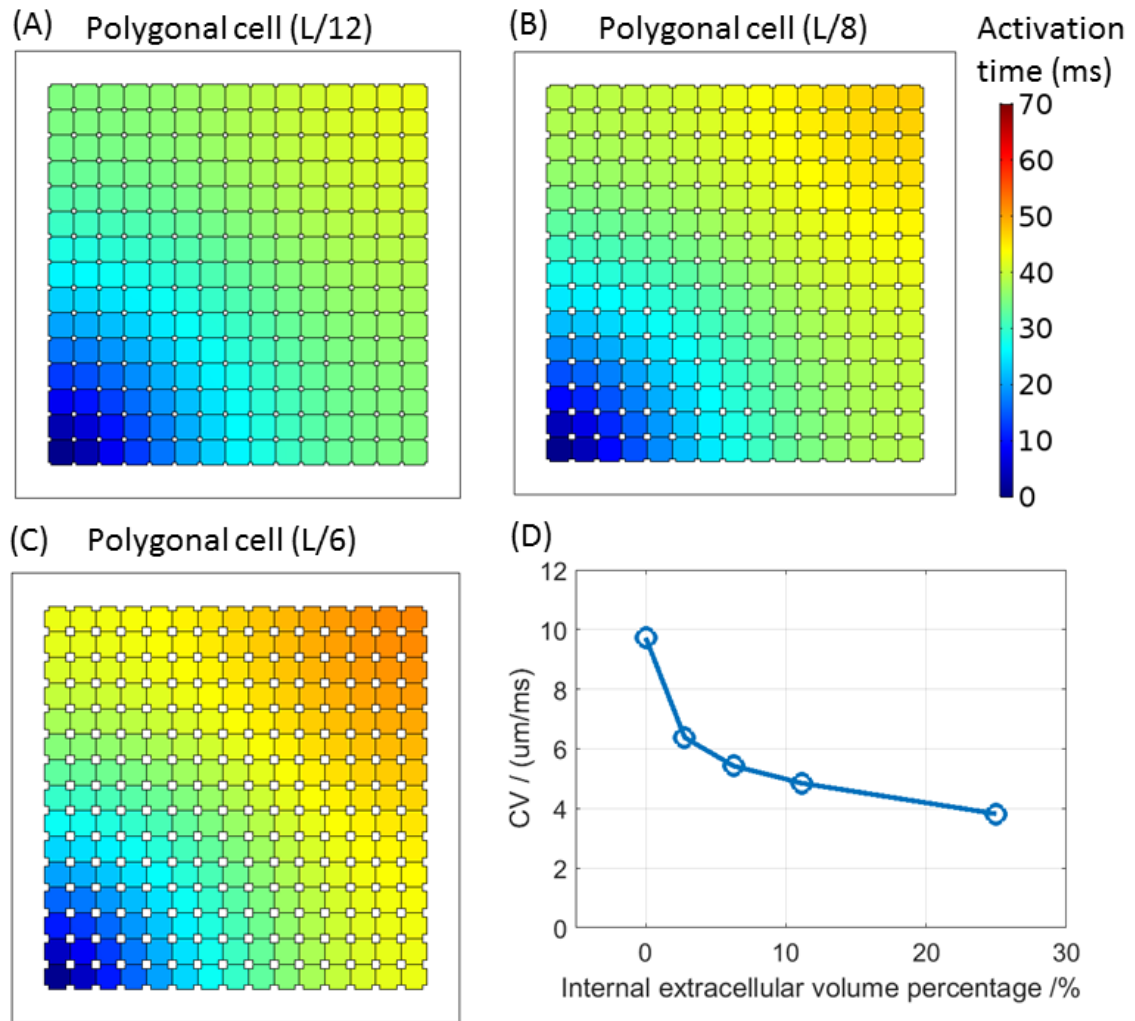 (A) Polygonal cell (L/12)
(B) Polygonal cell (L/8)
Activation
time (ms)
70
60
50
40
30
20
10
0
(C) Polygonal cell (L/6)
(D)
12
10
8
6
4
2
0
CV / (um/ms)
0 10 20 30
Internal extracellular volume percentage /%